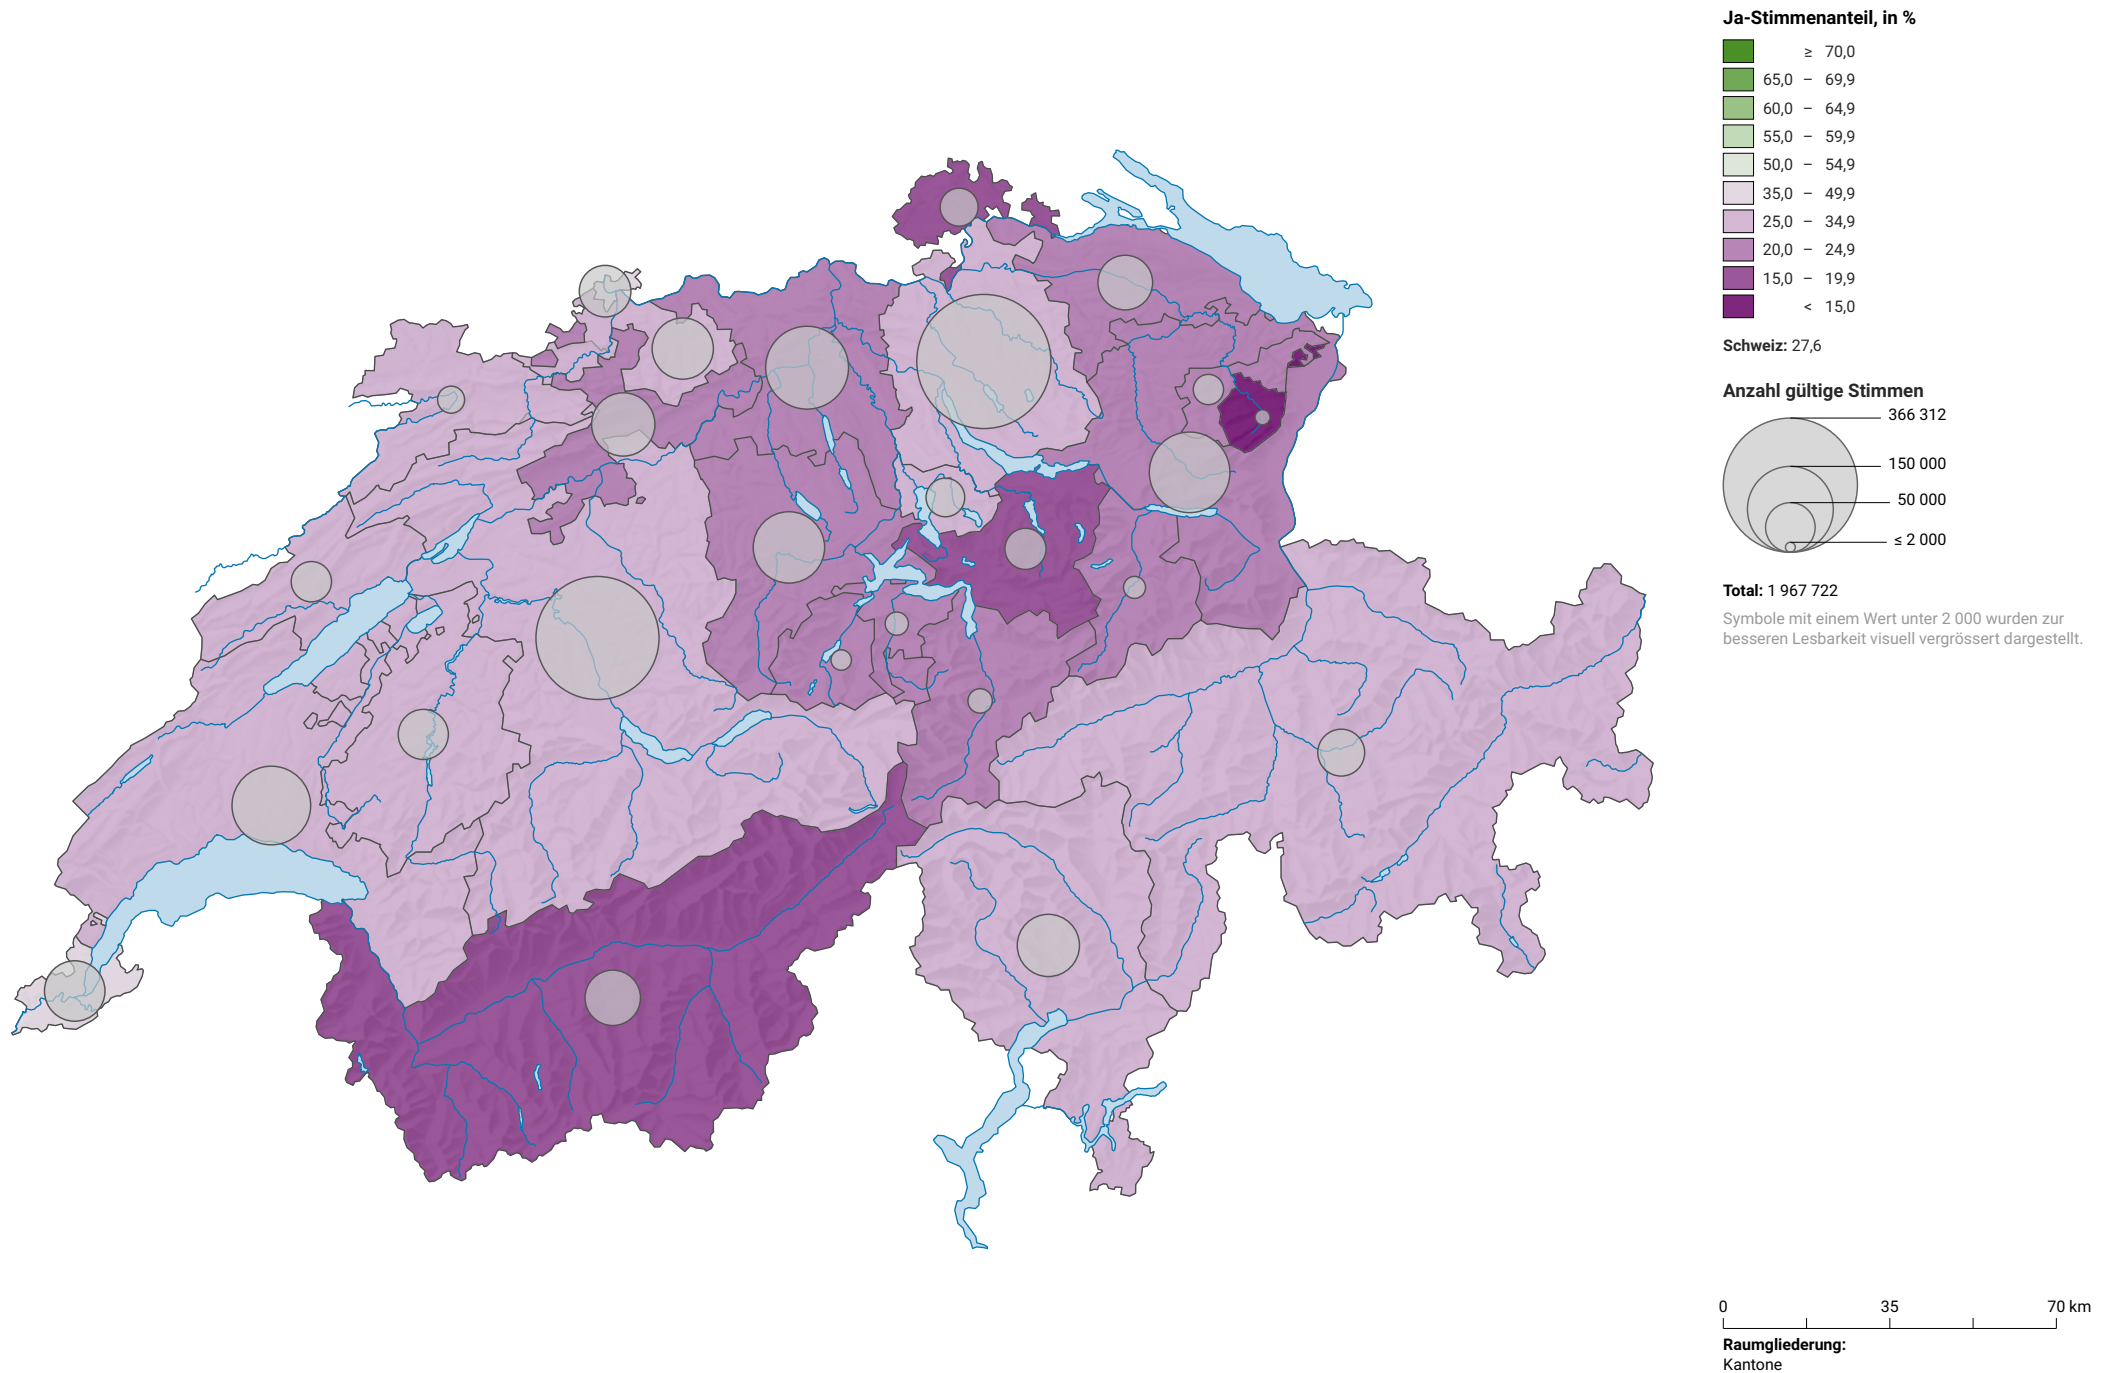 Ja-Stimmenanteil, in %
≥ 70,0
65,0 – 69,9
60,0 – 64,9
55,0 – 59,9
50,0 – 54,9
35,0 – 49,9
25,0 – 34,9
20,0 – 24,9
15,0 – 19,9
< 15,0
Schweiz: 27,6
Anzahl gültige Stimmen
366 312
150 000
50 000
≤ 2 000
Total: 1 967 722
Symbole mit einem Wert unter 2 000 wurden zur
besseren Lesbarkeit visuell vergrössert dargestellt.
0 35 70 km
Raumgliederung:
Kantone